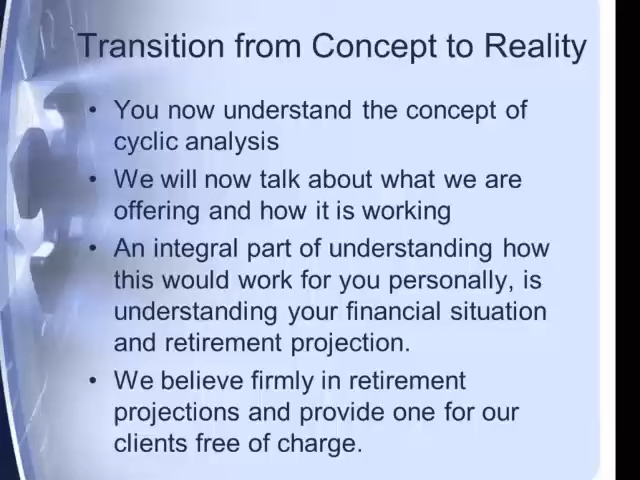 Transition from Concept to Reality
• You now understand the concept of
cyclic analysis
• We will now talk about what we are
offering and how it is working
• An integral part of understanding how
this would work for you personally, is
understanding your financial situation
and retirement projection.
• We believe firmly in retirement
projections and provide one for our
clients free of charge.